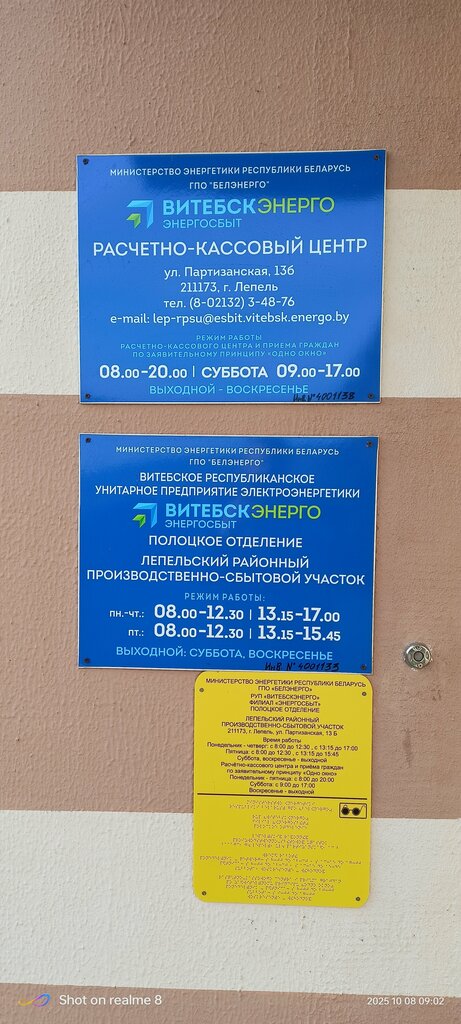 МИНИСТЕРСТВО ЭНЕРГЕТИКИ РЕСПУБЛИКИ БЕЛАРУСЬ
ГПО "БЕЛЭНЕРГО"
ВИТЕБСКЭНЕРГО
ЭНЕРГОСБЫТ
РАСЧЕТНО-КАССОВЫЙ ЦЕНТР
ул. Партизанская, 13б
211173, г. Лепель
тел. (8-02132) 3-48-76
e-mail: lep-rpsu@esbit.vitebsk.energo.by
РЕЖИМ РАБОТЫ
РАСЧЕТНО-КАССОВОГО ЦЕНТРА И ПРИЕМА ГРАЖДАН
ПО ЗАЯВИТЕЛЬНОМУ ПРИНЦИПУ «ОДНО ОКНО»
08.00-20.00 | СУББОТА 09.00-17.00
ВЫХОДНОЙ - ВОСКРЕСЕНЬЕ
Инв № 4001138
МИНИСТЕРСТВО ЭНЕРГЕТИКИ РЕСПУБЛИКИ БЕЛАРУСЬ
ГПО "БЕЛЭНЕРГО"
ВИТЕБСКОЕ РЕСПУБЛИКАНСКОЕ
УНИТАРНОЕ ПРЕДПРИЯТИЕ ЭЛЕКТРОЭНЕРГЕТИКИ
ВИТЕБСКЭНЕРГО
ЭНЕРГОСБЫТ
ПОЛОЦКОЕ ОТДЕЛЕНИЕ
ЛЕПЕЛЬСКИЙ РАЙОННЫЙ
ПРОИЗВОДСТВЕННО-СБЫТОВОЙ УЧАСТОК
РЕЖИМ РАБОТЫ:
пн.-чт.: 08.00-12.30 | 13.15-17.00
пт.: 08.00-12.30 | 13.15-15.45
ВЫХОДНОЙ: СУББОТА, ВОСКРЕСЕНЬЕ
Инв № 4001133
МИНИСТЕРСТВО ЭНЕРГЕТИКИ РЕСПУБЛИКИ БЕЛАРУСЬ
ГПО «БЕЛЭНЕРГО»
РУП «ВИТЕБСКЭНЕРГО»
ФИЛИАЛ «ЭНЕРГОСБЫТ»
ПОЛОЦКОЕ ОТДЕЛЕНИЕ
ЛЕПЕЛЬСКИЙ РАЙОННЫЙ
ПРОИЗВОДСТВЕННО-СБЫТОВОЙ УЧАСТОК
211173, г. Лепель, ул. Партизанская, 13 Б
Время работы
Понедельник - четверг: с 8:00 до 12:30 , с 13:15 до 17:00
Пятница: с 8:00 до 12:30 , с 13:15 до 15:45
Суббота, воскресенье - выходной
Расчётно-кассового центра и приёма граждан
по заявительному принципу «Одно окно»
Понедельник - пятница: с 8:00 до 20:00
Суббота: с 9:00 до 17:00
Воскресенье - выходной
Shot on realme 8
2025 10 08 09:02